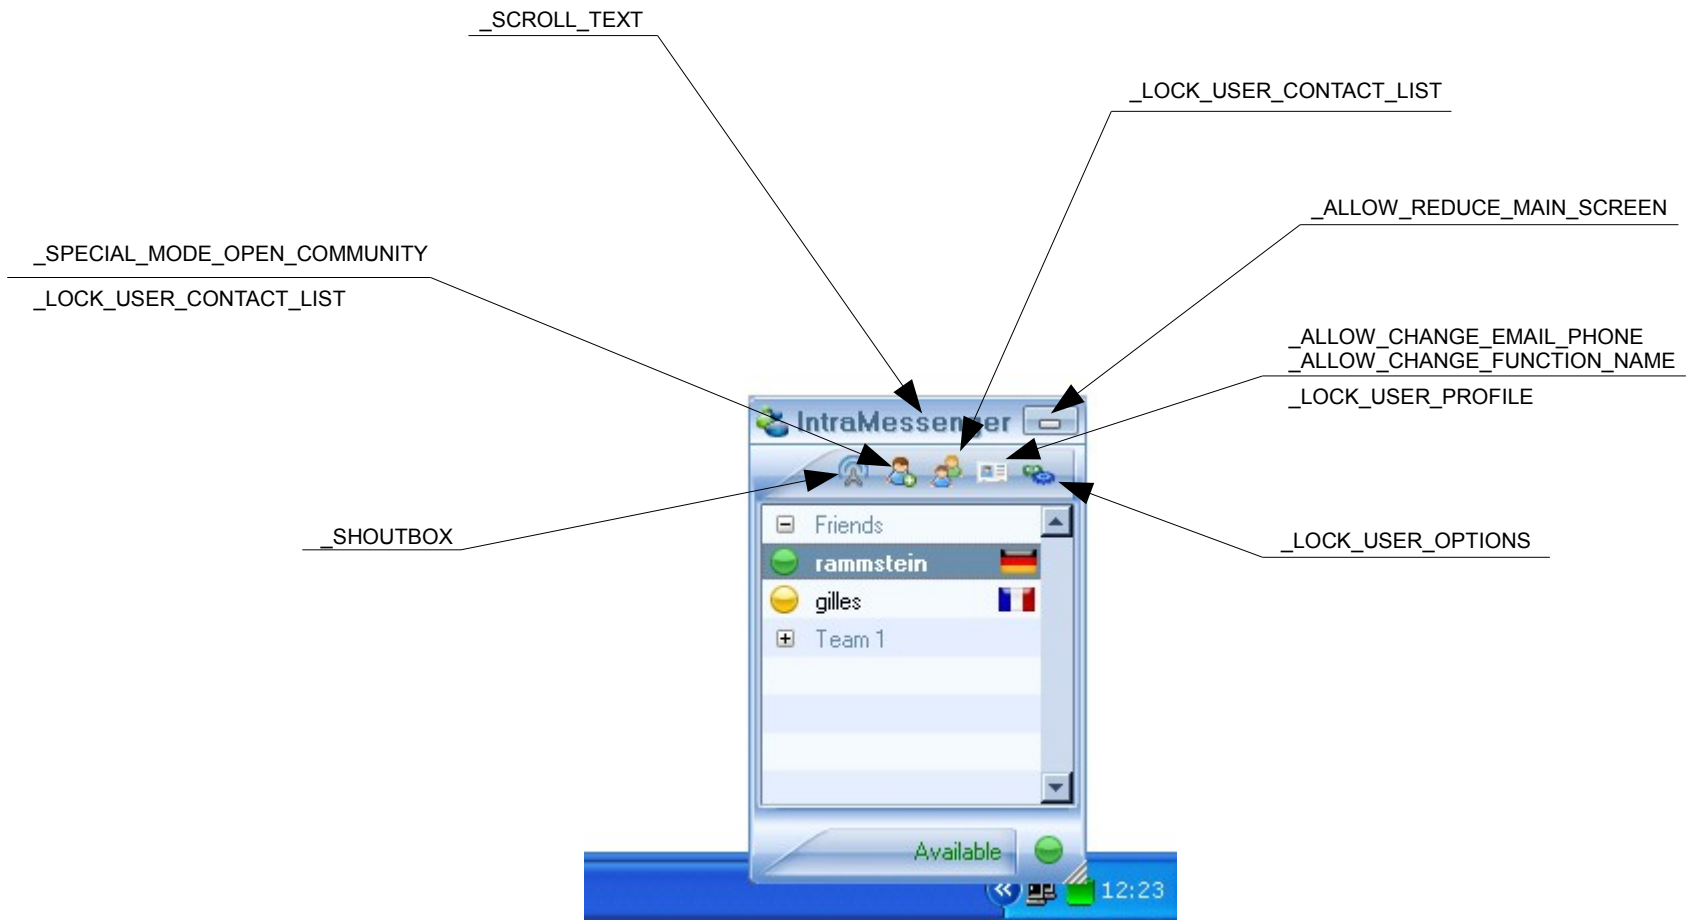 _SCROLL_TEXT
_LOCK_USER_CONTACT_LIST
_ALLOW_REDUCE_MAIN_SCREEN
_SPECIAL_MODE_OPEN_COMMUNITY
_LOCK_USER_CONTACT_LIST
_ALLOW_CHANGE_EMAIL_PHONE
_ALLOW_CHANGE_FUNCTION_NAME
_LOCK_USER_PROFILE
IntraMessenger
_SHOUTBOX
_LOCK_USER_OPTIONS
Friends
rammstein
gilles
Team 1
Available
12:23